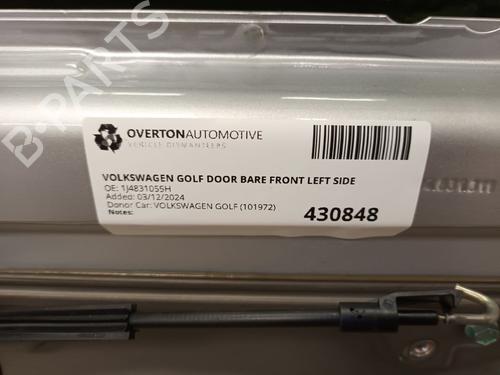 B-PARTS
OVERTONAUTOMOTIVE
VEHICLE DISMANTLERS
VOLKSWAGEN GOLF DOOR BARE FRONT LEFT SIDE
OE: 1J4831055H
Added: 03/12/2024
Donor Car: VOLKSWAGEN GOLF (101972)
Notes:
430848